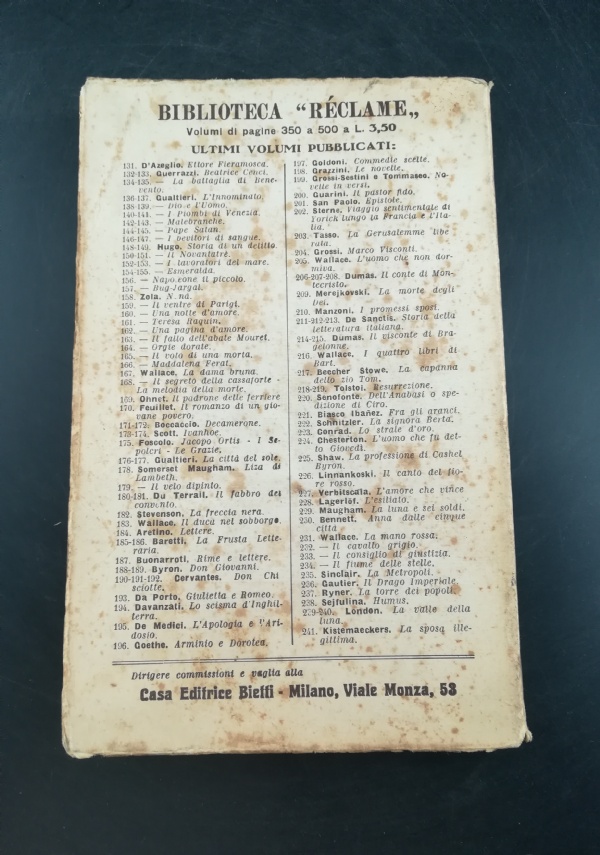 BIBLIOTECA “RÉCLAME„
Volumi di pagine 350 a 500 a L. 3,50
ULTIMI VOLUMI PUBBLICATI:
131. D'Azeglio. Ettore Fieramosca.
132-133. Guerrazzi. Beatrice Cenci.
134-135. — La battaglia di Bene-
vento.
136-137. Gualtieri. L'Innominato.
138-139. — Dio e l'Uomo.
140-141. — I Piombi di Venezia.
142-143. — Malebranche.
144-145. — Pape Satan.
146-147. — I bevitori di sangue.
148-149. Hugo. Storia di un delitto.
150-151. — Il Novantatrè.
152-153. — I lavoratori del mare.
154-155. — Esmeralda.
156. — Napoleone il piccolo.
157. — Bug-Jargal.
158. Zola. Nanà.
159. — Il ventre di Parigi.
160. — Una notte d'amore.
161. — Teresa Raquin.
162. — Una pagina d'amore.
163. — Il fallo dell'abate Mouret.
164. — Orgie dorate.
165. — Il voto di una morta.
166. — Maddalena Ferat.
167. Wallace. La dama bruna.
168. — Il segreto della cassaforte -
La melodia della morte.
169. Ohnet. Il padrone delle ferriere
170. Feuillet. Il romanzo di un gio-
vane povero.
171-172. Boccaccio. Decamerone.
173-174. Scott. Ivanhoe.
175. Foscolo. Jacopo Ortis - I Se-
polcri - Le Grazie.
176-177. Gualtieri. La città del sole.
178. Somerset Maugham. Liza di
Lambeth.
179. — Il velo dipinto.
180-181. Du Terrail. Il fabbro del
convento.
182. Stevenson. La freccia nera.
183. Wallace. Il duca nel sobborgo.
184. Aretino. Lettere.
185-186. Baretti. La Frusta Lette-
raria.
187. Buonarroti. Rime e lettere.
188-189. Byron. Don Giovanni.
190-191-192. Cervantes. Don Chi
sciotte.
193. Da Porto. Giulietta e Romeo.
194. Davanzati. Lo scisma d'Inghil-
terra.
195. De Medici. L'Apologia e l'Ari-
dosio.
196. Goethe. Arminio e Dorotea.
197. Goldoni. Commedie scelte.
198. Grazzini. Le novelle.
199. Grossi-Sestini e Tommaseo. No-
velle in versi.
200. Guarini. Il pastor fido.
201. San Paolo. Epistole.
202. Sterne. Viaggio sentimentale di
Yorick lungo la Francia e l'Ita-
lia.
203. Tasso. La Gerusalemme libe
rata.
204. Grossi. Marco Visconti.
205. Wallace. L'uomo che non dor-
miva.
206-207-208. Dumas. Il conte di Mon-
tecristo.
209. Merejkovski. La morte degli
Dei.
210. Manzoni. I promessi sposi.
211-212-213. De Sanctis. Storia della
letteratura italiana.
214-215. Dumas. Il visconte di Bra-
gelonne.
216. Wallace. I quattro libri di
Bart.
217. Beecher Stowe. La capanna
dello zio Tom.
218-219. Tolstoi. Resurrezione.
220. Senofonte. Dell'Anabasi o spe-
dizione di Ciro.
221. Blasco Ibañez. Fra gli aranci.
222. Schnitzler. La signora Berta.
223. Conrad. Lo strale d'oro.
224. Chesterton. L'uomo che fu det-
to Giovedì.
225. Shaw. La professione di Cashel
Byron.
226. Linnankoski. Il canto del fio-
re rosso.
227. Verbitscala. L'amore che vince
228. Lagerlöf. L'esiliato.
229. Maugham. La luna e sei soldi.
230. Bennett. Anna dalle cinque
città
231. Wallace. La mano rossa.
232. — Il cavallo grigio.
233. — Il consiglio di giustizia.
234. — Il fiume delle stelle.
235. Sinclair. La Metropoli.
236. Gautier. Il Drago Imperiale.
237. Ryner. La torre dei popoli.
238. Sejfulina. Humus.
239-240. London. La valle della
luna.
241. Kistemaeckers. La sposa ille-
gittima.
Dirigere commissioni e vaglia alla
Casa Editrice Bietti - Milano, Viale Monza, 53